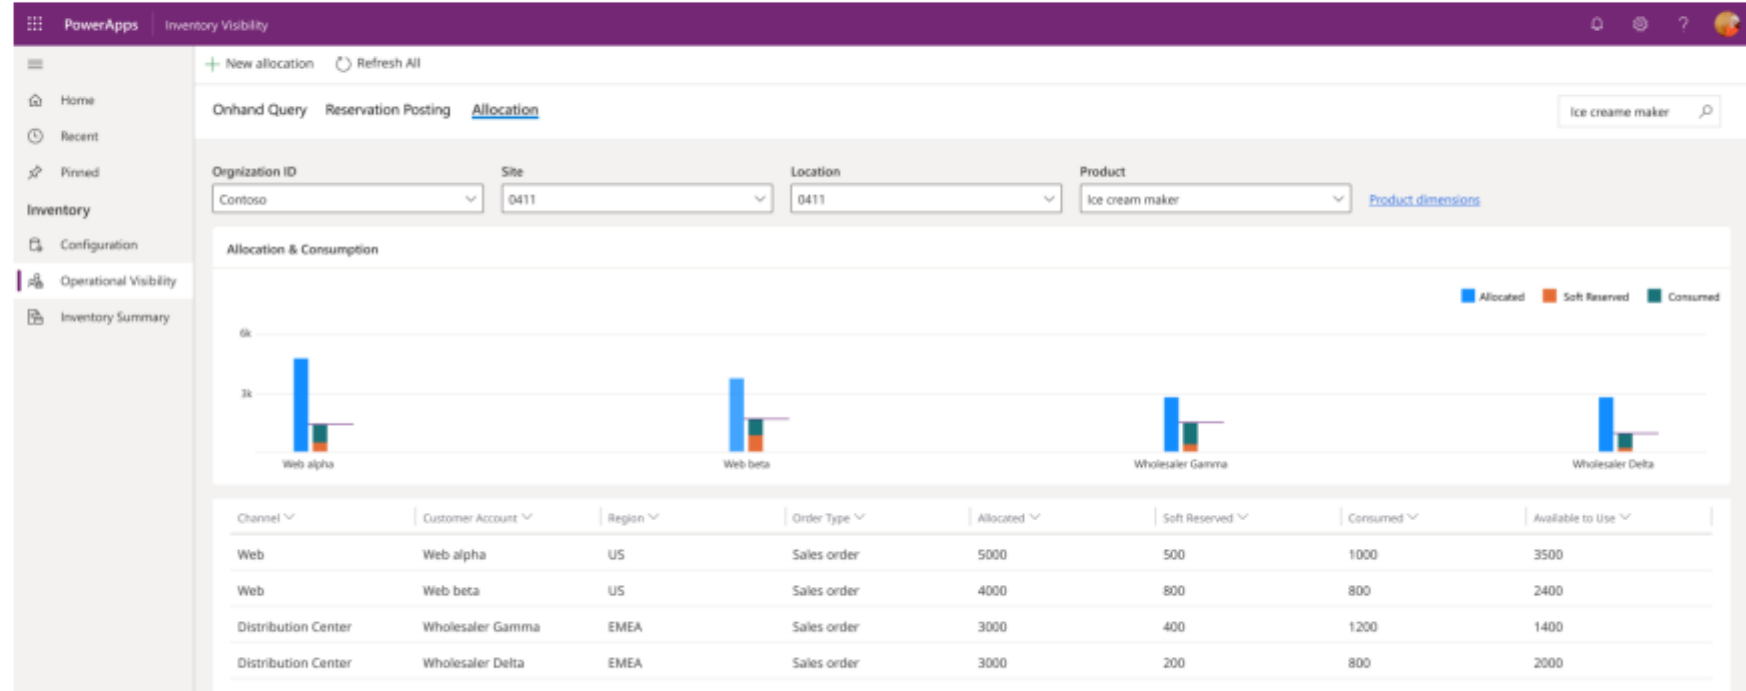 PowerApps Inventory Visibility ?
New allocation Refresh All
Home
Onhand Query Reservation Posting Allocation
Ice creame maker
Recent
Pinned
Orgnization ID Site Location Product
Contoso 0411 0411 Ice cream maker Product dimensions
Inventory
Configuration
Operational Visibility
Inventory Summary
Allocation & Consumption
Allocated Soft Reserved Consumed
6k
3k
Web alpha Web beta Wholesaler Gamma Wholesaler Delta
Channel Customer Account Region Order Type Allocated Soft Reserved Consumed Available to Use
Web Web alpha US Sales order 5000 500 1000 3500
Web Web beta US Sales order 4000 800 800 2400
Distribution Center Wholesaler Gamma EMEA Sales order 3000 400 1200 1400
Distribution Center Wholesaler Delta EMEA Sales order 3000 200 800 2000